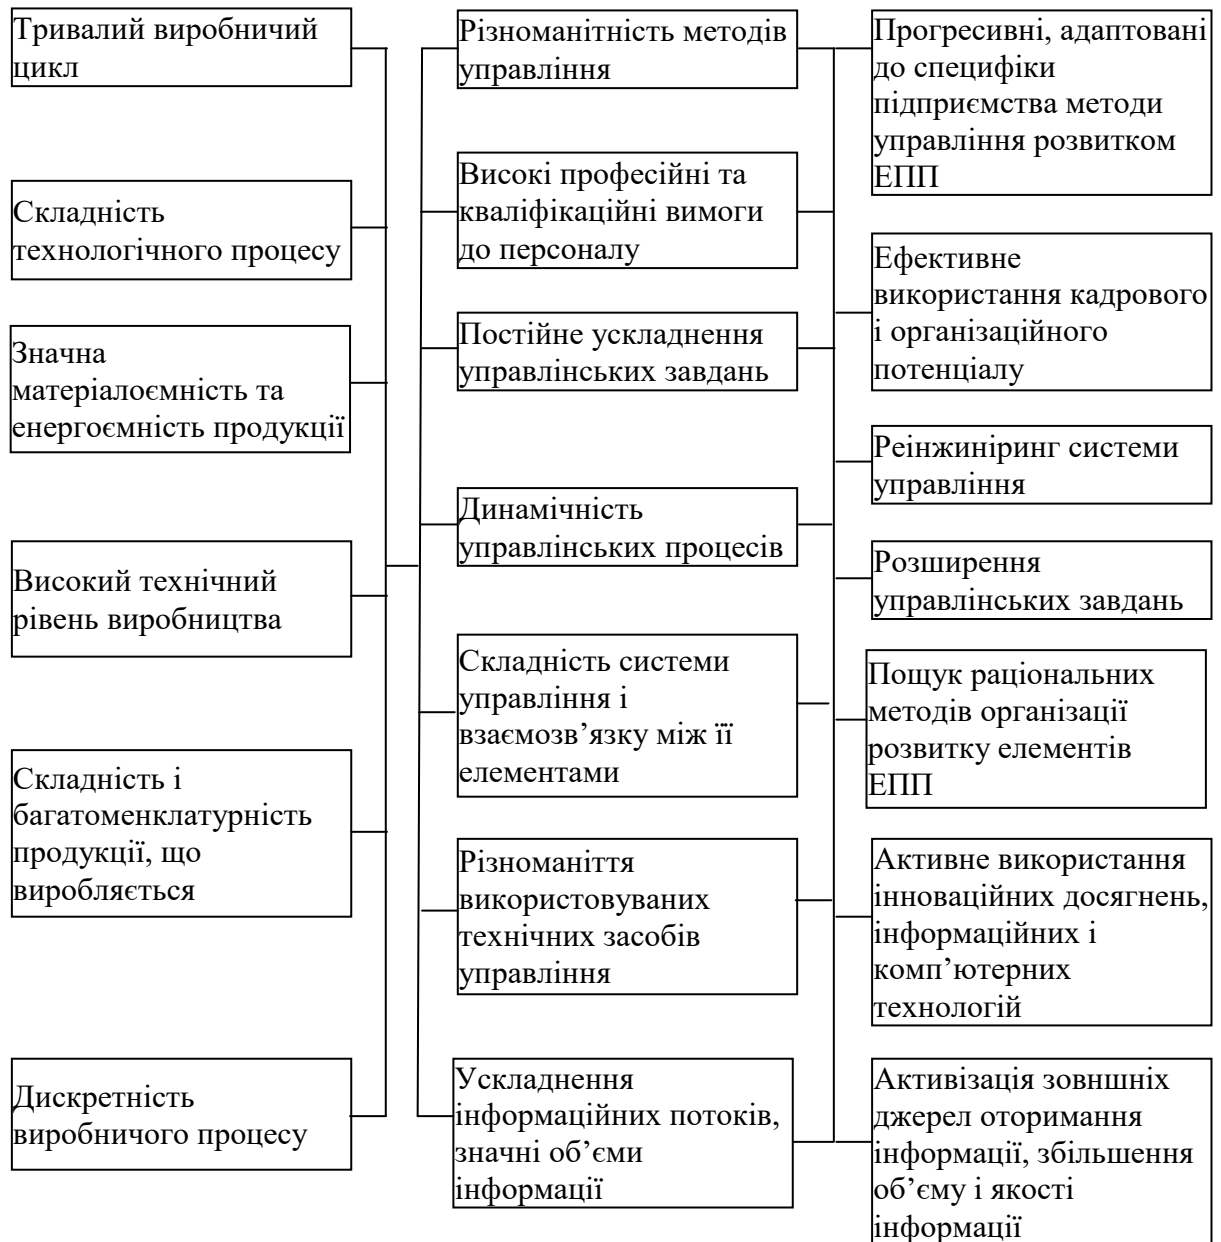 Тривалий виробничий
цикл
Складність
технологічного процесу
Значна
матеріалоємність та
енергоємність продукції
Високий технічний
рівень виробництва
Складність і
багатоменклатурність
продукції, що
виробляється
Дискретність
виробничого процесу
Різноманітність методів
управління
Високі професійні та
кваліфікаційні вимоги
до персоналу
Постійне ускладнення
управлінських завдань
Динамічність
управлінських процесів
Складність системи
управління і
взаємозв’язку між її
елементами
Різноманіття
використовуваних
технічних засобів
управління
Ускладнення
інформаційних потоків,
значні об’єми
інформації
Прогресивні, адаптовані
до специфіки
підприємства методи
управління розвитком
ЕПП
Ефективне
використання кадрового
і організаційного
потенціалу
Реінжиніринг системи
управління
Розширення
управлінських завдань
Пощук раціональних
методів організації
розвитку елементів
ЕПП
Активне використання
інноваційних досягнень,
інформаційних і
комп’ютерних
технологій
Активізація зовншніх
джерел оторимання
інформації, збільшення
об’єму і якості
інформації